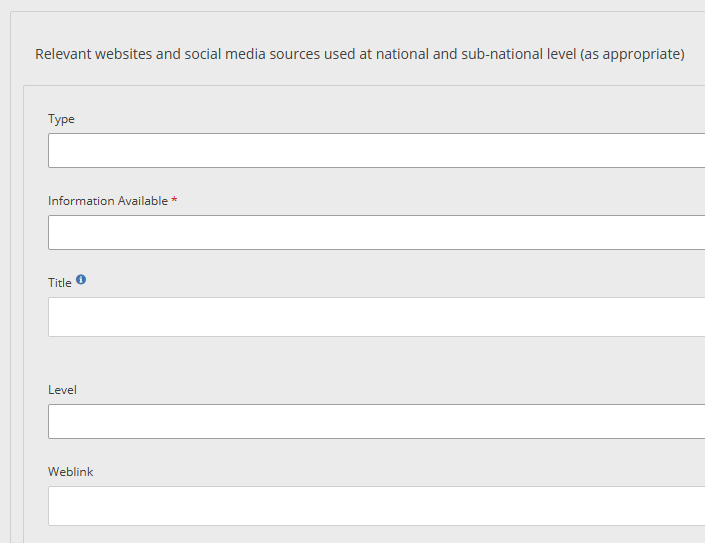 Relevant websites and social media sources used at national and sub-national level (as appropriate)
Type
Information Available *
Title
Level
Weblink